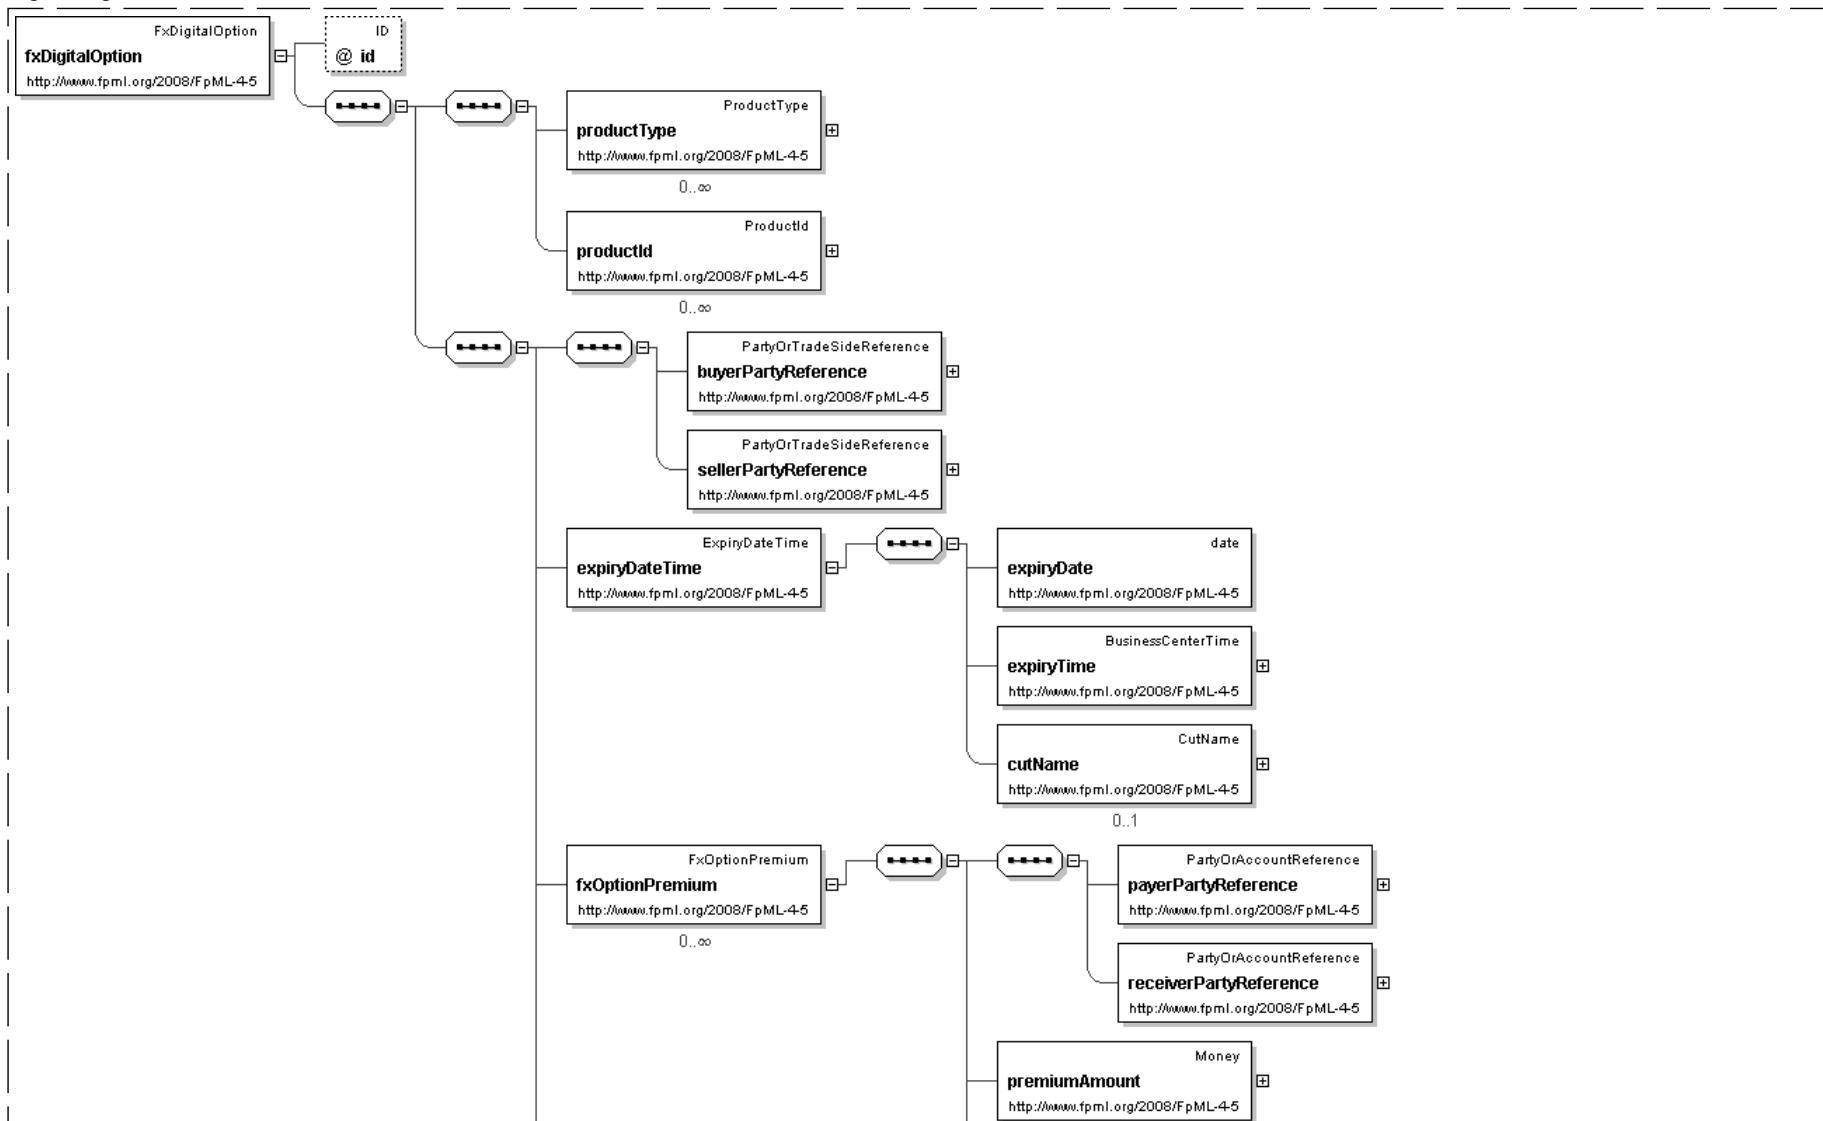 FxDigitalOption
fxDigitalOption
http://www.fpml.org/2008/FpML-4-5
ID
@ id
ProductType
productType
http://www.fpml.org/2008/FpML-4-5
0..∞
ProductId
productId
http://www.fpml.org/2008/FpML-4-5
0..∞
PartyOrTradeSideReference
buyerPartyReference
http://www.fpml.org/2008/FpML-4-5
PartyOrTradeSideReference
sellerPartyReference
http://www.fpml.org/2008/FpML-4-5
ExpiryDateTime
expiryDateTime
http://www.fpml.org/2008/FpML-4-5
date
expiryDate
http://www.fpml.org/2008/FpML-4-5
BusinessCenterTime
expiryTime
http://www.fpml.org/2008/FpML-4-5
CutName
cutName
http://www.fpml.org/2008/FpML-4-5
0..1
FxOptionPremium
fxOptionPremium
http://www.fpml.org/2008/FpML-4-5
0..∞
PartyOrAccountReference
payerPartyReference
http://www.fpml.org/2008/FpML-4-5
PartyOrAccountReference
receiverPartyReference
http://www.fpml.org/2008/FpML-4-5
Money
premiumAmount
http://www.fpml.org/2008/FpML-4-5